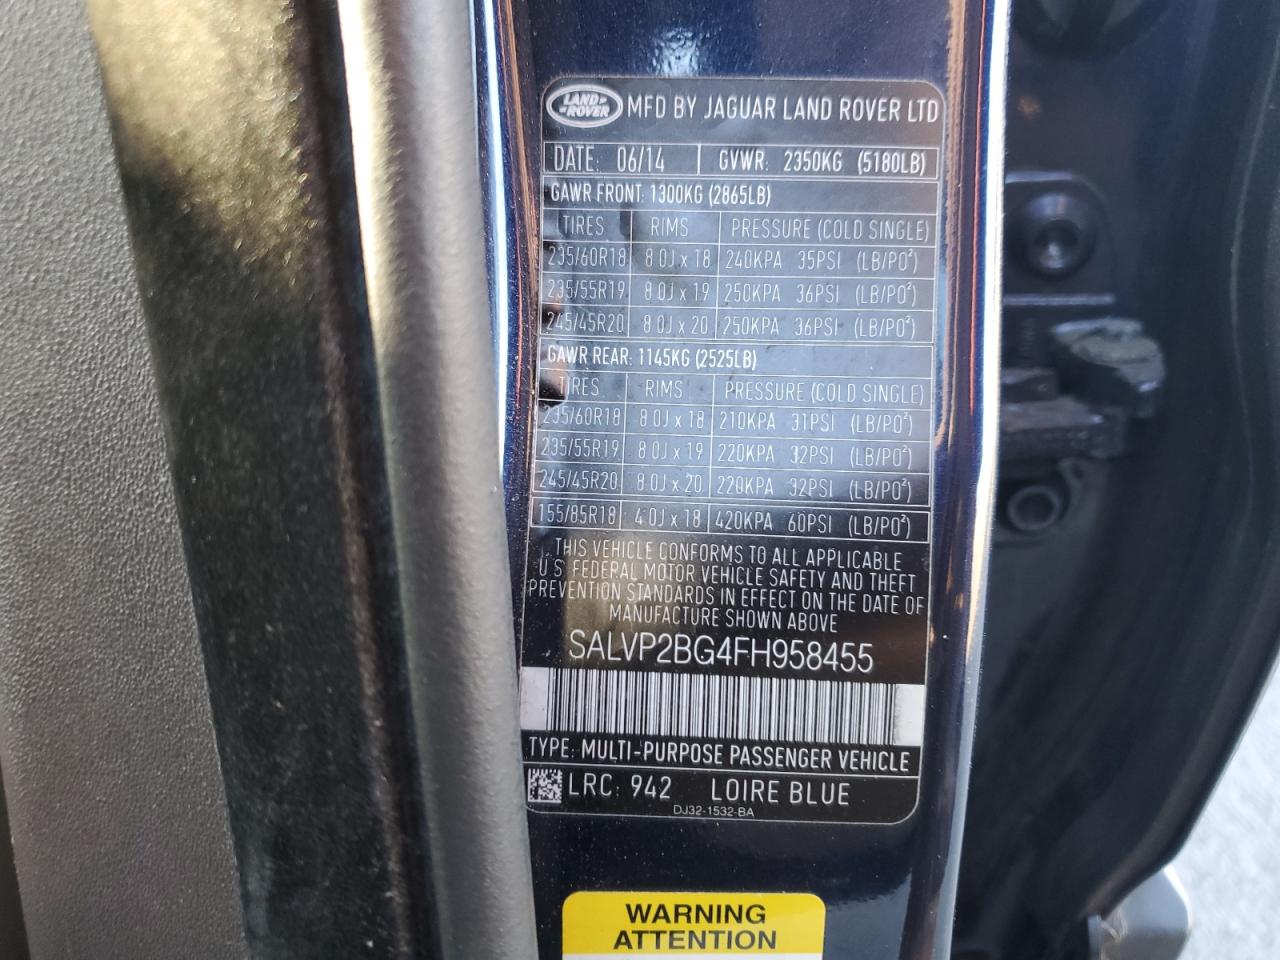 LAND ROVER MFD BY JAGUAR LAND ROVER LTD
DATE: 06/14 GVWR: 2350KG (5180LB)
GAWR FRONT: 1300KG (2865LB)
TIRES RIMS PRESSURE (COLD SINGLE)
235/60R18 8.0J x 18 240KPA 35PSI (LB/PO²)
235/55R19 8.0J x 19 250KPA 36PSI (LB/PO²)
245/45R20 8.0J x 20 250KPA 36PSI (LB/PO²)
GAWR REAR: 1145KG (2525LB)
TIRES RIMS PRESSURE (COLD SINGLE)
235/60R18 8.0J x 18 210KPA 31PSI (LB/PO²)
235/55R19 8.0J x 19 220KPA 32PSI (LB/PO²)
245/45R20 8.0J x 20 220KPA 32PSI (LB/PO²)
155/85R18 4.0J x 18 420KPA 60PSI (LB/PO²)
THIS VEHICLE CONFORMS TO ALL APPLICABLE
U.S. FEDERAL MOTOR VEHICLE SAFETY AND THEFT
PREVENTION STANDARDS IN EFFECT ON THE DATE OF
MANUFACTURE SHOWN ABOVE
SALVP2BG4FH958455
TYPE: MULTI-PURPOSE PASSENGER VEHICLE
LRC: 942 LOIRE BLUE
DJ32-1532-BA
WARNING
ATTENTION